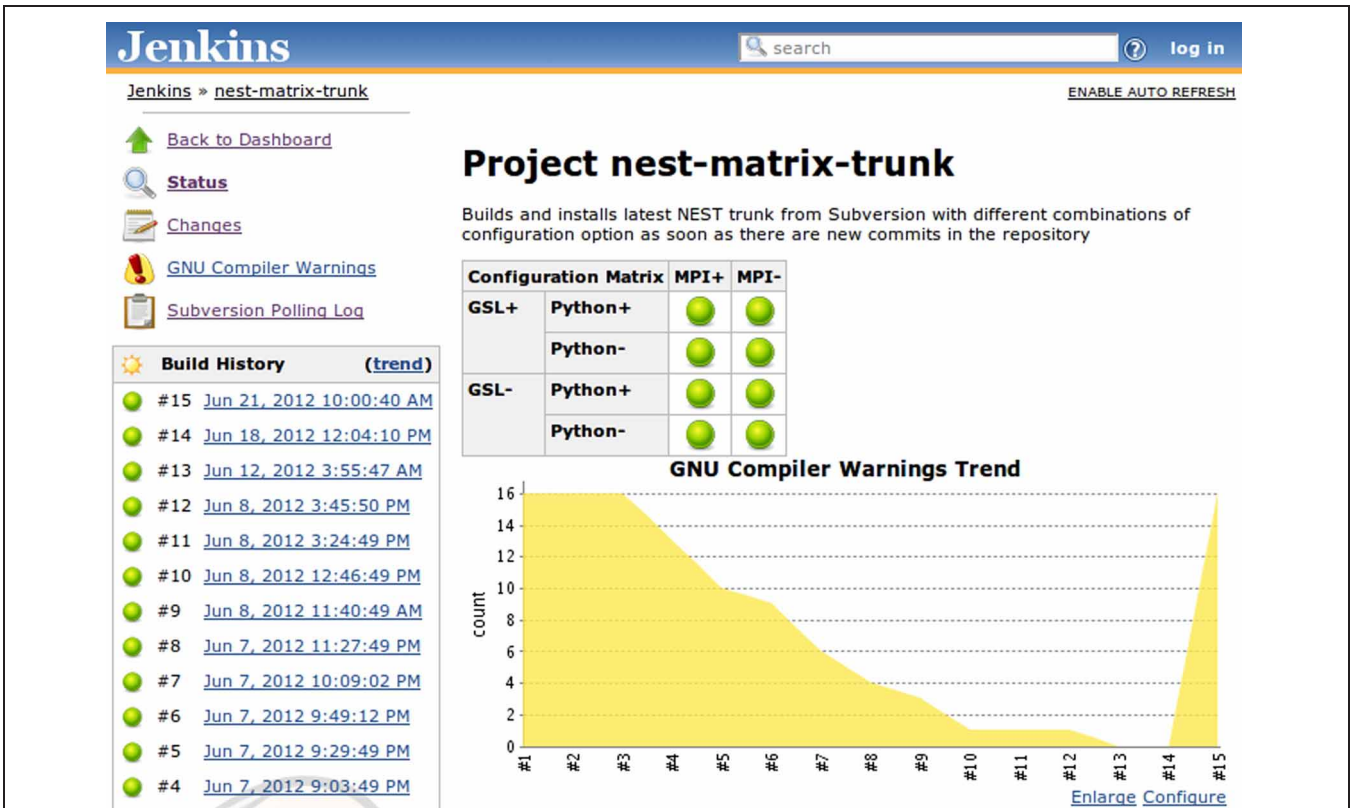 Jenkins
search
?
log in
Jenkins » nest-matrix-trunk
ENABLE AUTO REFRESH
Back to Dashboard
Status
Changes
GNU Compiler Warnings
Subversion Polling Log
Build History (trend)
#15 Jun 21, 2012 10:00:40 AM
#14 Jun 18, 2012 12:04:10 PM
#13 Jun 12, 2012 3:55:47 AM
#12 Jun 8, 2012 3:45:50 PM
#11 Jun 8, 2012 3:24:49 PM
#10 Jun 8, 2012 12:46:49 PM
#9 Jun 8, 2012 11:40:49 AM
#8 Jun 7, 2012 11:27:49 PM
#7 Jun 7, 2012 10:09:02 PM
#6 Jun 7, 2012 9:49:12 PM
#5 Jun 7, 2012 9:29:49 PM
#4 Jun 7, 2012 9:03:49 PM
Project nest-matrix-trunk
Builds and installs latest NEST trunk from Subversion with different combinations of
configuration option as soon as there are new commits in the repository
Configuration Matrix MPI+ MPI-
GSL+ Python+
Python-
GSL- Python+
Python-
GNU Compiler Warnings Trend
count
16
14
12
10
8
6
4
2
0
#1 #2 #3 #4 #5 #6 #7 #8 #9 #10 #11 #12 #13 #14 #15
Enlarge Configure